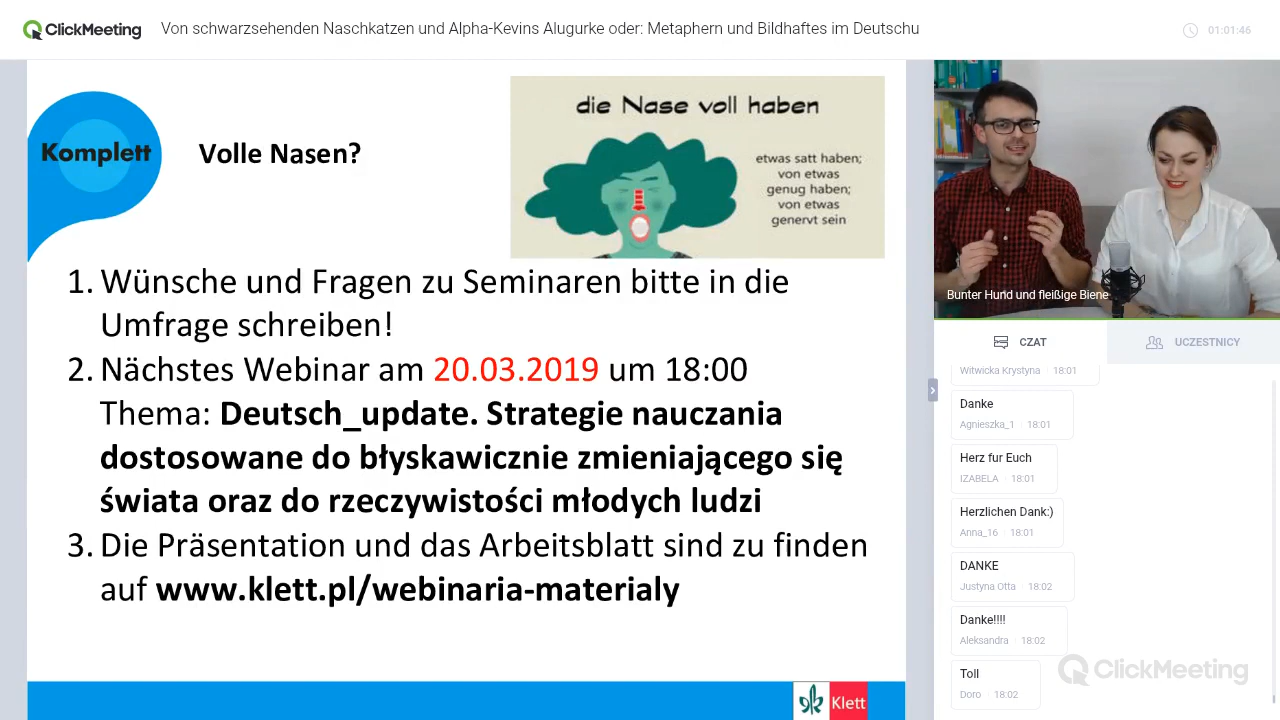 ClickMeeting
Von schwarzsehenden Naschkatzen und Alpha-Kevins Alugurke oder: Metaphern und Bildhaftes im Deutschu
01:01:46
Komplett
Volle Nasen?
die Nase voll haben
etwas satt haben;
von etwas
genug haben;
von etwas
genervt sein
1. Wünsche und Fragen zu Seminaren bitte in die
Umfrage schreiben!
2. Nächstes Webinar am 20.03.2019 um 18:00
Thema: Deutsch_update. Strategie nauczania
dostosowane do błyskawicznie zmieniającego się
świata oraz do rzeczywistości młodych ludzi
3. Die Präsentation und das Arbeitsblatt sind zu finden
auf www.klett.pl/webinaria-materialy
Klett
Bunter Hund und fleißige Biene
CZAT
UCZESTNICY
Witwicka Krystyna · 18:01
Danke
Agnieszka_1 · 18:01
Herz fur Euch
IZABELA · 18:01
Herzlichen Dank:)
Anna_16 · 18:01
DANKE
Justyna Otta · 18:02
Danke!!!!
Aleksandra · 18:02
Toll
Doro · 18:02
ClickMeeting